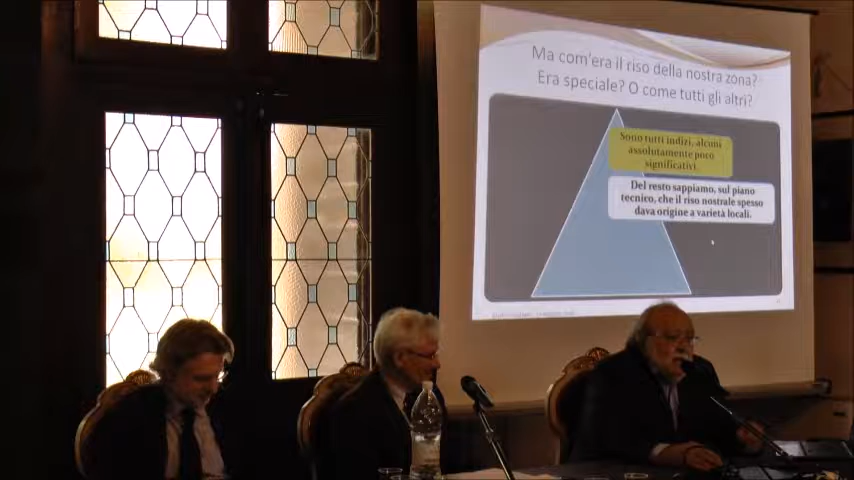 Ma com'era il riso della nostra zona?
Era speciale? O come tutti gli altri?
Sono tutti indizi, alcuni
assolutamente poco
significativi.
Del resto sappiamo, sul piano
tecnico, che il riso nostrale spesso
dava origine a varietà locali.